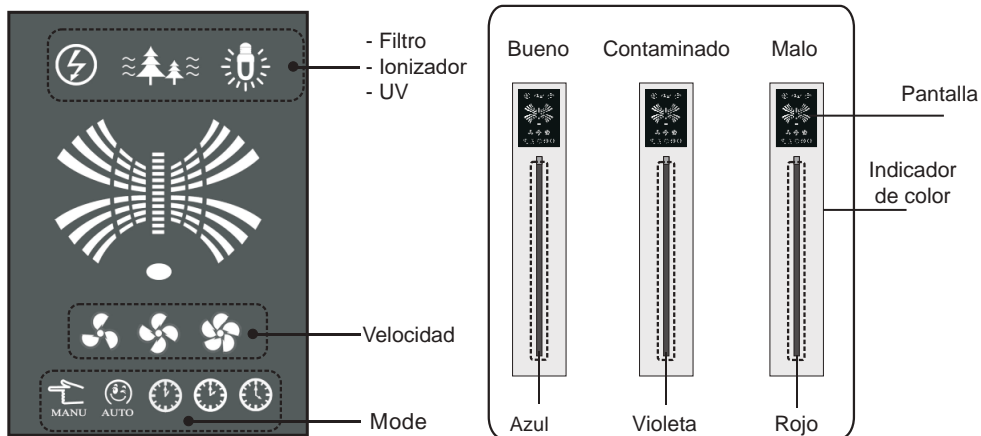 - Filtro
- Ionizador
- UV
Velocidad
MANU AUTO
Mode
Bueno Contaminado Malo
Pantalla
Indicador
de color
Azul Violeta Rojo